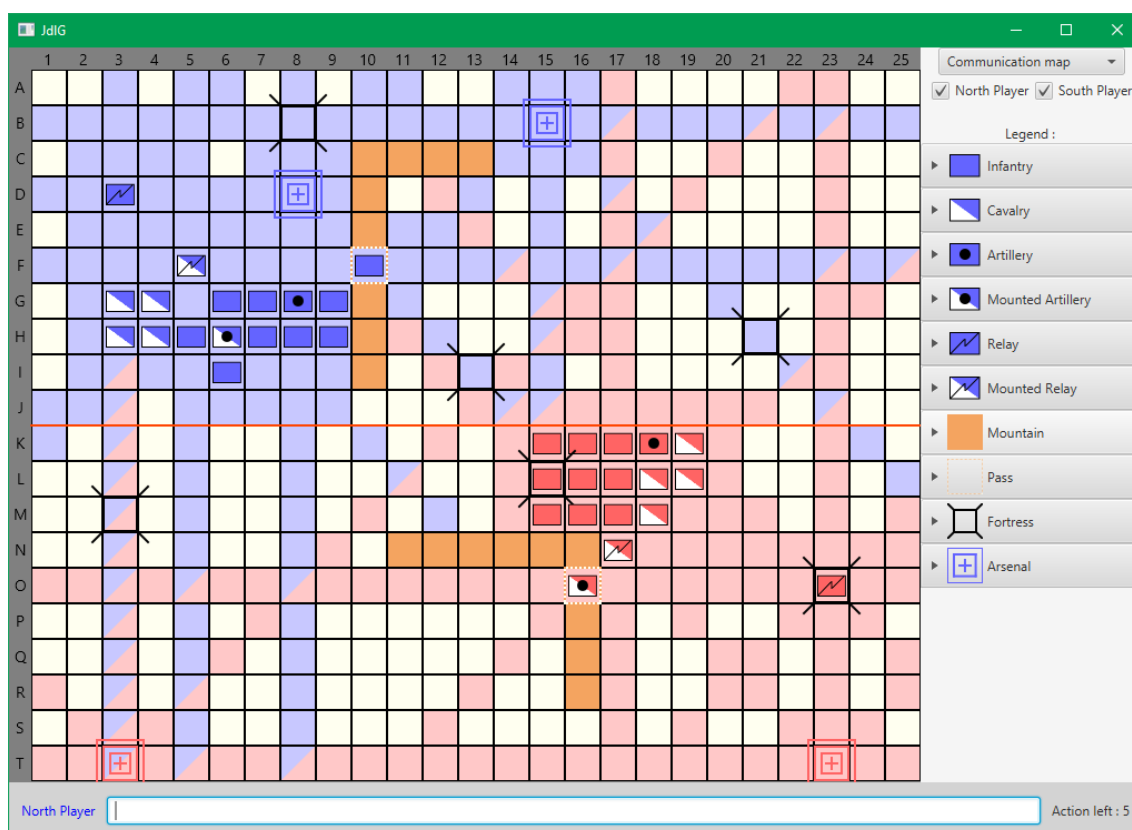 JdIG
1 2 3 4 5 6 7 8 9 10 11 12 13 14 15 16 17 18 19 20 21 22 23 24 25
Communication map
North Player South Player
Legend :
A
B
C
D
E
F
G
H
I
J
K
L
M
N
O
P
Q
R
S
T
Infantry
Cavalry
Artillery
Mounted Artillery
Relay
Mounted Relay
Mountain
Pass
Fortress
Arsenal
North Player
Action left : 5